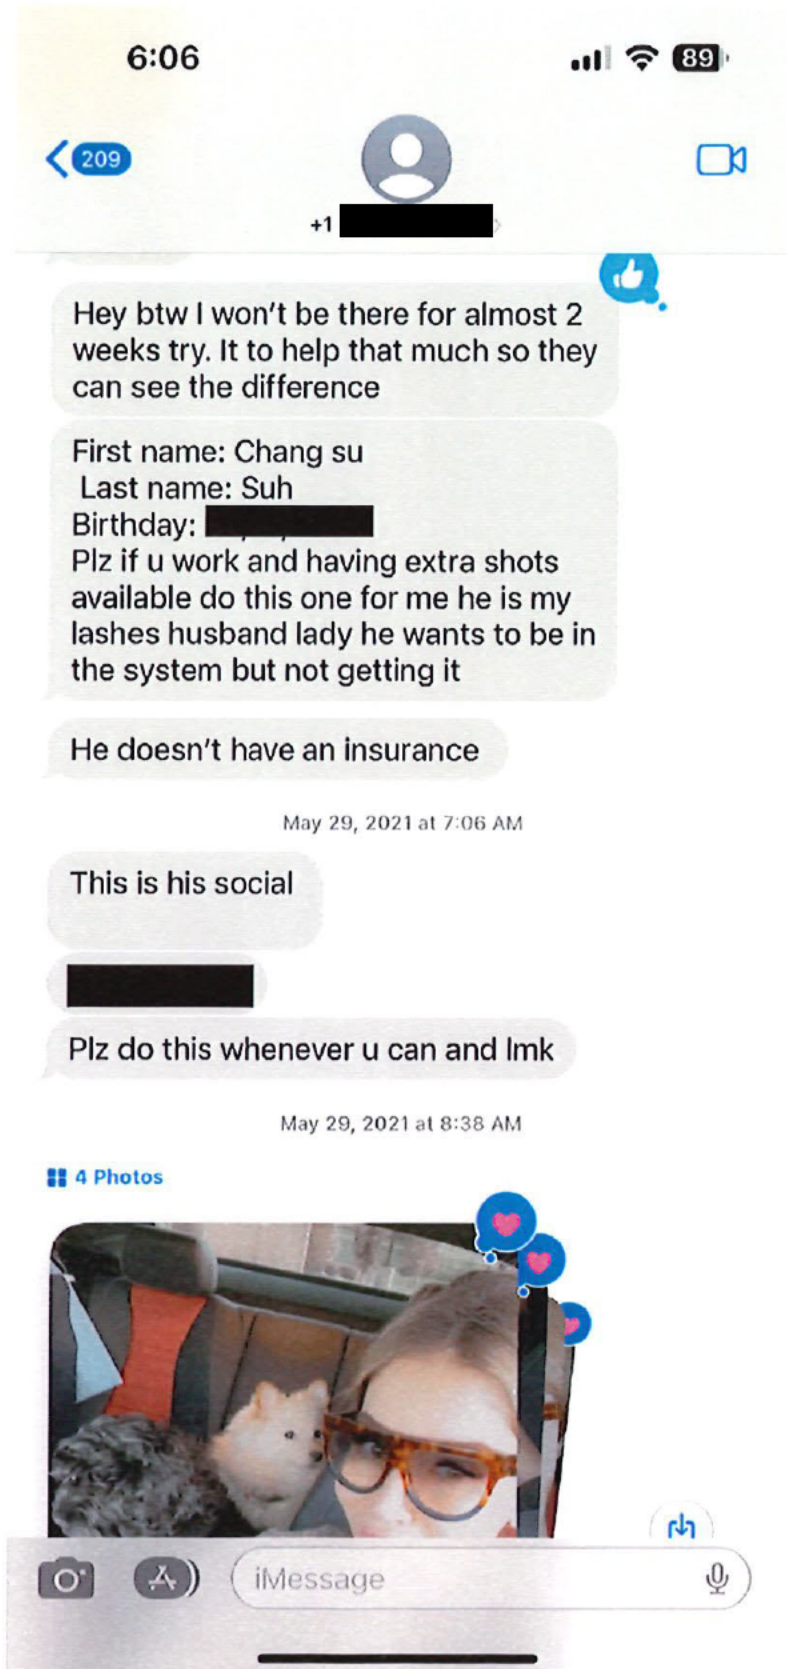 6:06
89
209
+1
Hey btw I won't be there for almost 2
weeks try. It to help that much so they
can see the difference
First name: Chang su
Last name: Suh
Birthday:
Plz if u work and having extra shots
available do this one for me he is my
lashes husband lady he wants to be in
the system but not getting it
He doesn't have an insurance
May 29, 2021 at 7:06 AM
This is his social
Plz do this whenever u can and lmk
May 29, 2021 at 8:38 AM
4 Photos
iMessage